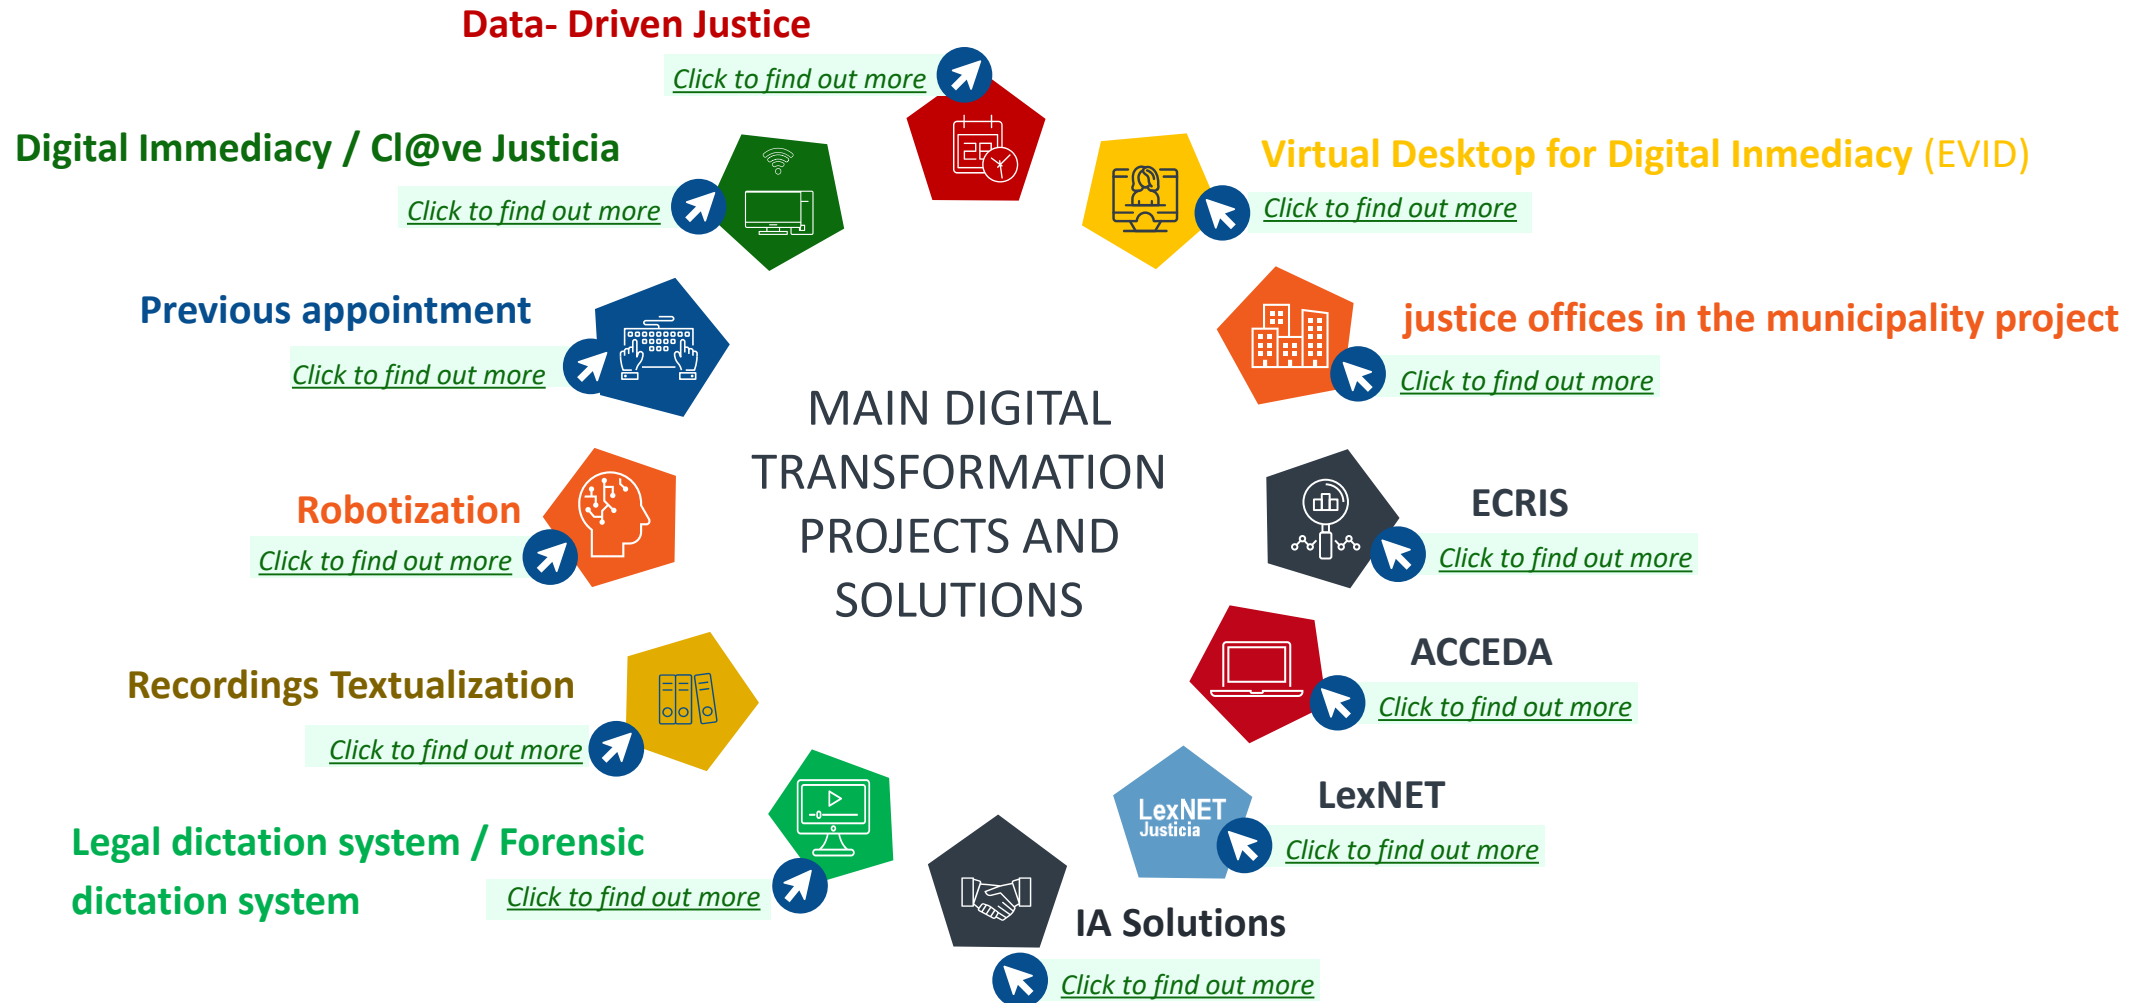 Data- Driven Justice
Click to find out more
Digital Immediacy / Cl@ve Justicia
Click to find out more
Virtual Desktop for Digital Inmediacy (EVID)
Click to find out more
Previous appointment
Click to find out more
justice offices in the municipality project
Click to find out more
MAIN DIGITAL
TRANSFORMATION
PROJECTS AND
SOLUTIONS
Robotization
Click to find out more
ECRIS
Click to find out more
ACCEDA
Click to find out more
Recordings Textualization
Click to find out more
LexNET
Justicia
LexNET
Click to find out more
Legal dictation system / Forensic
dictation system
Click to find out more
IA Solutions
Click to find out more
28